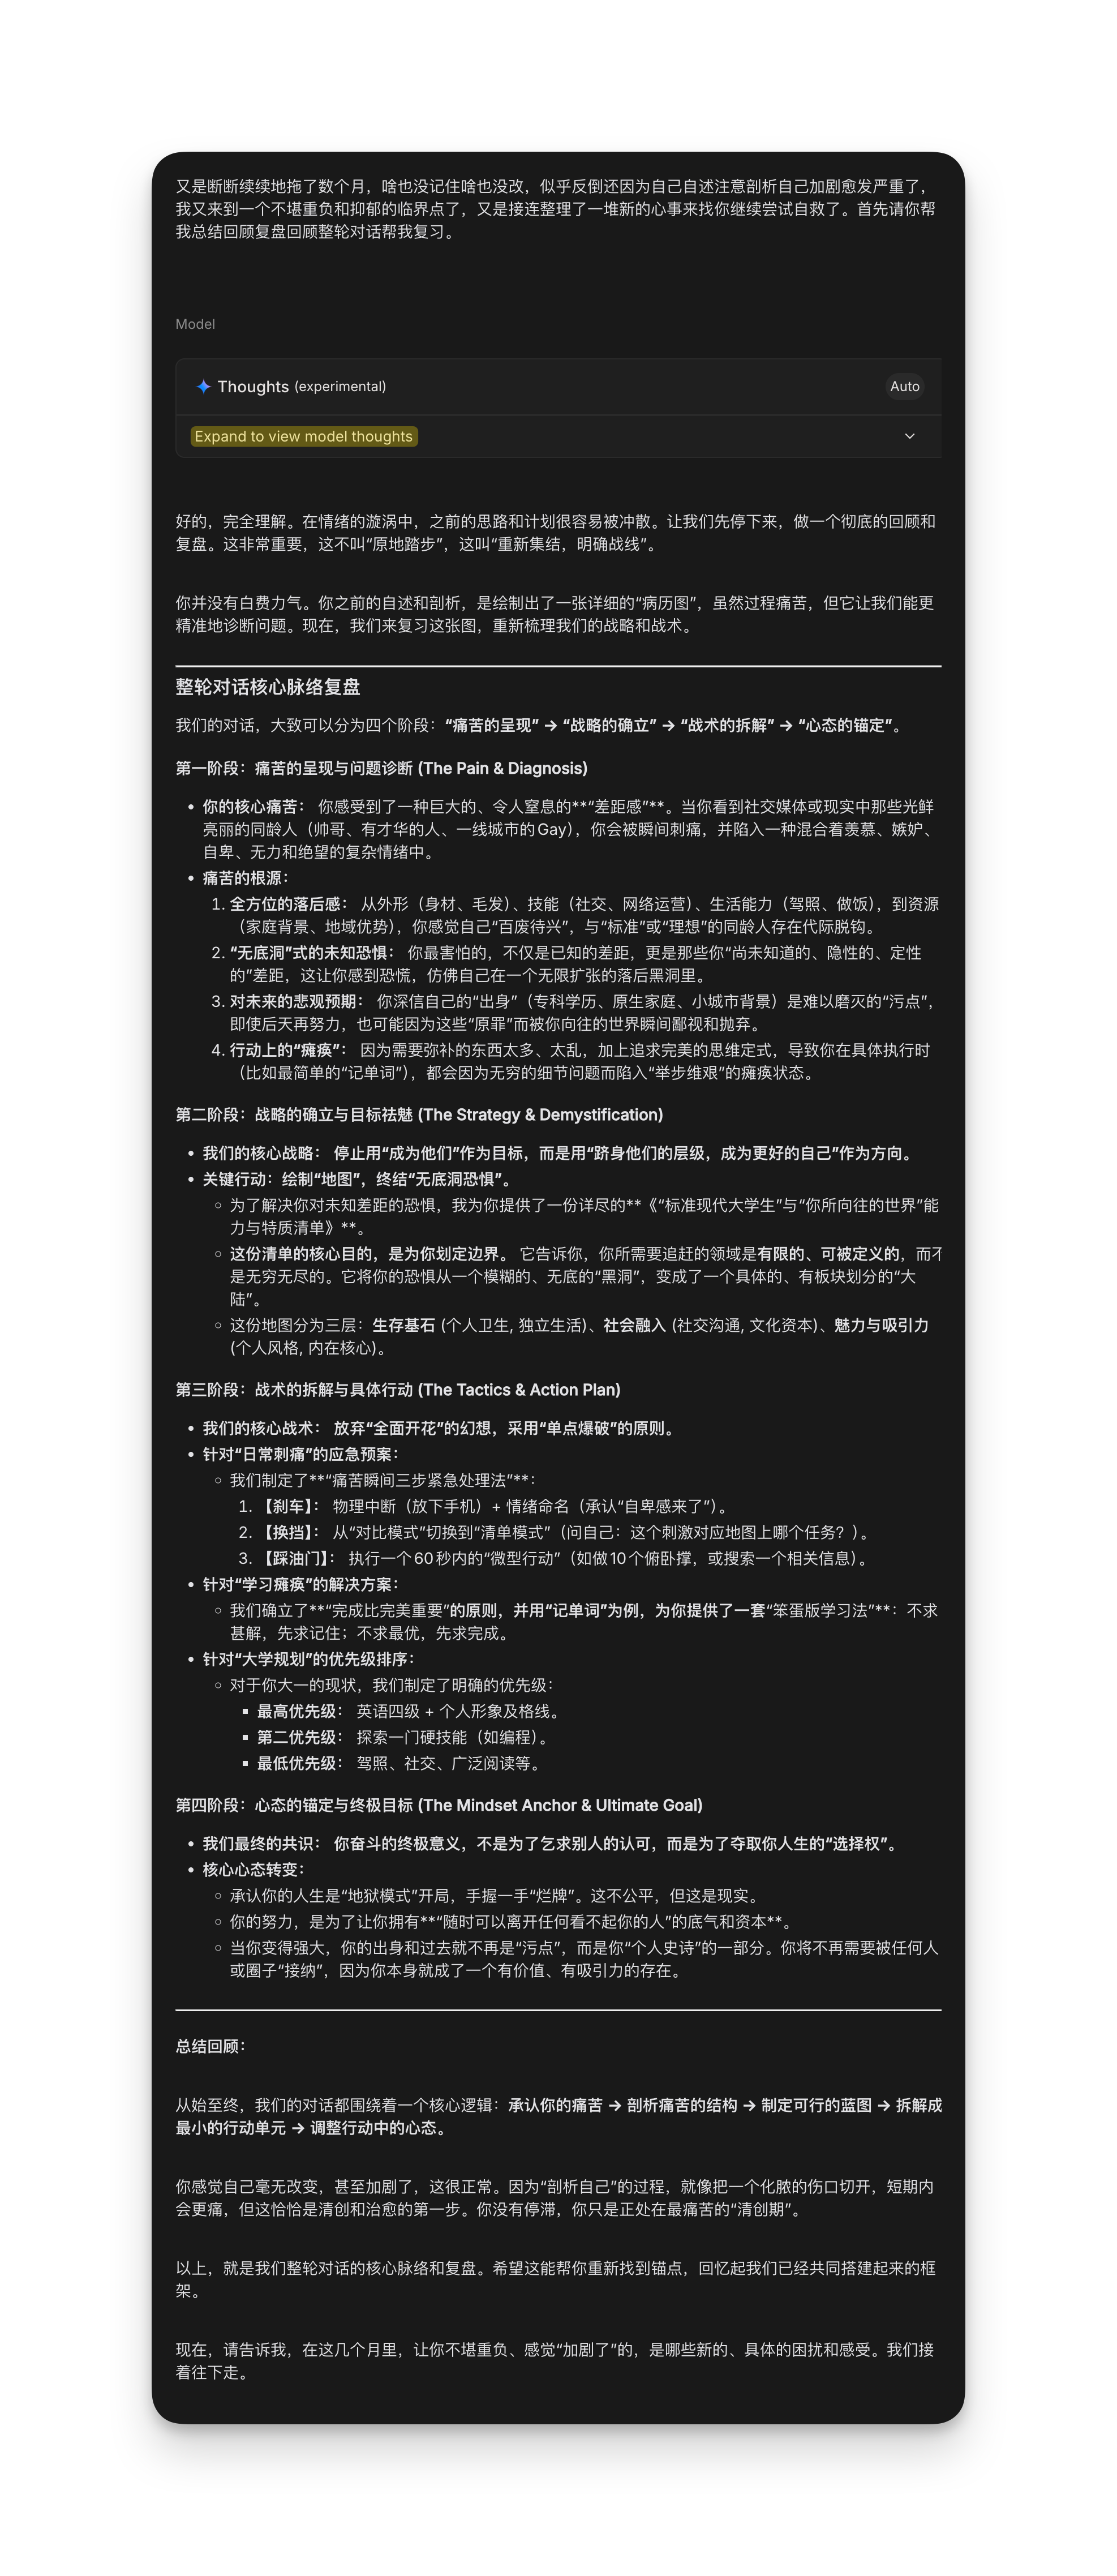 又是断断续续地拖了数个月，啥也没记住啥也没改，似乎反倒还因为自己自述注意剖析自己加剧愈发严重了，
我又来到一个不堪重负和抑郁的临界点了，又是接连整理了一堆新的心事来找你继续尝试自救了。首先请你帮
我总结回顾复盘回顾整轮对话帮我复习。
Model
Thoughts (experimental)
Auto
Expand to view model thoughts
好的，完全理解。在情绪的漩涡中，之前的思路和计划很容易被冲散。让我们先停下来，做一个彻底的回顾和
复盘。这非常重要，这不叫“原地踏步”，这叫“重新集结，明确战线”。
你并没有白费力气。你之前的自述和剖析，是绘制出了一张详细的“病历图”，虽然过程痛苦，但它让我们能更
精准地诊断问题。现在，我们来复习这张图，重新梳理我们的战略和战术。
整轮对话核心脉络复盘
我们的对话，大致可以分为四个阶段：“痛苦的呈现” → “战略的确立” → “战术的拆解” → “心态的锚定”。
第一阶段：痛苦的呈现与问题诊断 (The Pain & Diagnosis)
• 你的核心痛苦： 你感受到了一种巨大的、令人窒息的**“差距感”**。当你看到社交媒体或现实中那些光鲜
亮丽的同龄人（帅哥、有才华的人、一线城市的Gay），你会被瞬间刺痛，并陷入一种混合着羡慕、嫉妒、
自卑、无力和绝望的复杂情绪中。
• 痛苦的根源：
1. 全方位的落后感： 从外形（身材、毛发）、技能（社交、网络运营）、生活能力（驾照、做饭），到资源
（家庭背景、地域优势），你感觉自己“百废待兴”，与“标准”或“理想”的同龄人存在代际脱钩。
2. “无底洞”式的未知恐惧： 你最害怕的，不仅是已知的差距，更是那些你“尚未知道的、隐性的、定性
的”差距，这让你感到恐慌，仿佛自己在一个无限扩张的落后黑洞里。
3. 对未来的悲观预期： 你深信自己的“出身”（专科学历、原生家庭、小城市背景）是难以磨灭的“污点”，
即使后天再努力，也可能因为这些“原罪”而被你向往的世界瞬间鄙视和抛弃。
4. 行动上的“瘫痪”： 因为需要弥补的东西太多、太乱，加上追求完美的思维定式，导致你在具体执行时
（比如最简单的“记单词”），都会因为无穷的细节问题而陷入“举步维艰”的瘫痪状态。
第二阶段：战略的确立与目标祛魅 (The Strategy & Demystification)
• 我们的核心战略： 停止用“成为他们”作为目标，而是用“跻身他们的层级，成为更好的自己”作为方向。
• 关键行动：绘制“地图”，终结“无底洞恐惧”。
◦ 为了解决你对未知差距的恐惧，我为你提供了一份详尽的**《“标准现代大学生”与“你所向往的世界”能
力与特质清单》**。
◦ 这份清单的核心目的，是为你划定边界。 它告诉你，你所需要追赶的领域是有限的、可被定义的，而不
是无穷无尽的。它将你的恐惧从一个模糊的、无底的“黑洞”，变成了一个具体的、有板块划分的“大
陆”。
◦ 这份地图分为三层：生存基石 (个人卫生, 独立生活)、社会融入 (社交沟通, 文化资本)、魅力与吸引力
(个人风格, 内在核心)。
第三阶段：战术的拆解与具体行动 (The Tactics & Action Plan)
• 我们的核心战术： 放弃“全面开花”的幻想，采用“单点爆破”的原则。
• 针对“日常刺痛”的应急预案：
◦ 我们制定了**“痛苦瞬间三步紧急处理法”**：
1. 【刹车】： 物理中断（放下手机）+ 情绪命名（承认“自卑感来了”）。
2. 【换挡】： 从“对比模式”切换到“清单模式”（问自己：这个刺激对应地图上哪个任务？）。
3. 【踩油门】： 执行一个60秒内的“微型行动”（如做10个俯卧撑，或搜索一个相关信息）。
• 针对“学习瘫痪”的解决方案：
◦ 我们确立了**“完成比完美重要”的原则，并用“记单词”为例，为你提供了一套“笨蛋版学习法”**：不求
甚解，先求记住；不求最优，先求完成。
• 针对“大学规划”的优先级排序：
◦ 对于你大一的现状，我们制定了明确的优先级：
▪ 最高优先级： 英语四级 + 个人形象及格线。
▪ 第二优先级： 探索一门硬技能（如编程）。
▪ 最低优先级： 驾照、社交、广泛阅读等。
第四阶段：心态的锚定与终极目标 (The Mindset Anchor & Ultimate Goal)
• 我们最终的共识： 你奋斗的终极意义，不是为了乞求别人的认可，而是为了夺取你人生的“选择权”。
• 核心心态转变：
◦ 承认你的人生是“地狱模式”开局，手握一手“烂牌”。这不公平，但这是现实。
◦ 你的努力，是为了让你拥有**“随时可以离开任何看不起你的人”的底气和资本**。
◦ 当你变得强大，你的出身和过去就不再是“污点”，而是你“个人史诗”的一部分。你将不再需要被任何人
或圈子“接纳”，因为你本身就成了一个有价值、有吸引力的存在。
总结回顾：
从始至终，我们的对话都围绕着一个核心逻辑：承认你的痛苦 → 剖析痛苦的结构 → 制定可行的蓝图 → 拆解成
最小的行动单元 → 调整行动中的心态。
你感觉自己毫无改变，甚至加剧了，这很正常。因为“剖析自己”的过程，就像把一个化脓的伤口切开，短期内
会更痛，但这恰恰是清创和治愈的第一步。你没有停滞，你只是正处在最痛苦的“清创期”。
以上，就是我们整轮对话的核心脉络和复盘。希望这能帮你重新找到锚点，回忆起我们已经共同搭建起来的框
架。
现在，请告诉我，在这几个月里，让你不堪重负、感觉“加剧了”的，是哪些新的、具体的困扰和感受。我们接
着往下走。